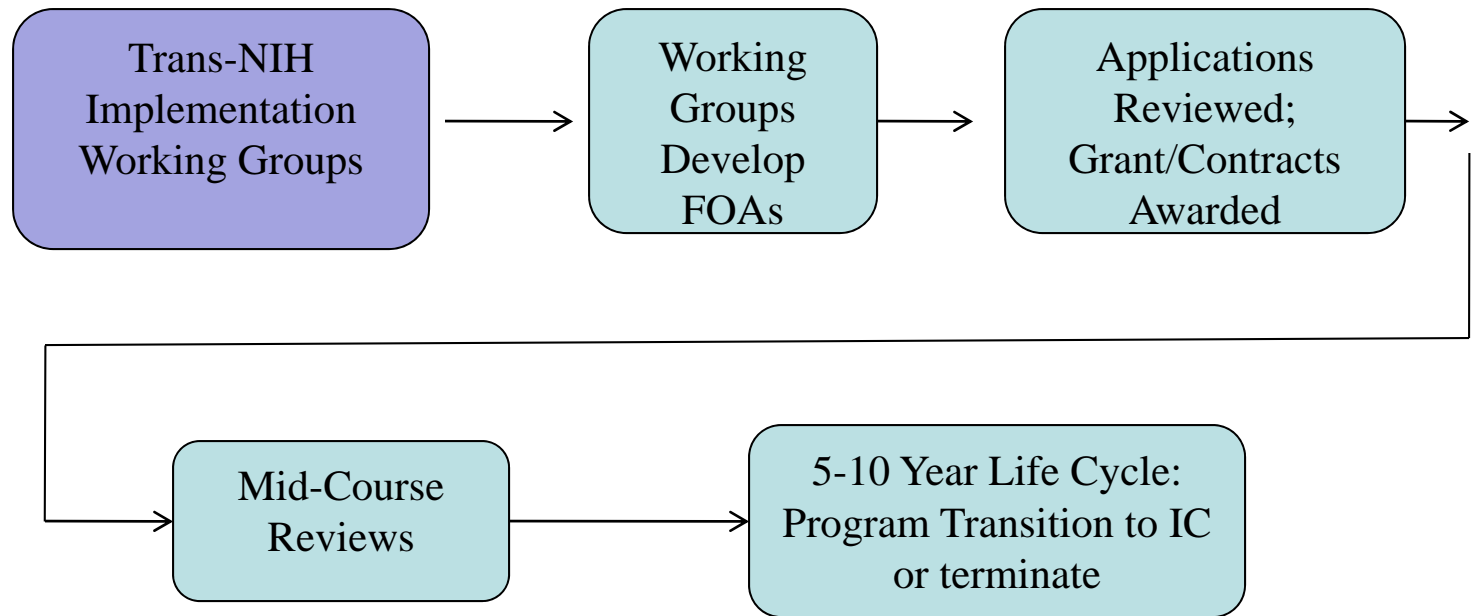 Trans-NIH
Implementation
Working Groups
Working
Groups
Develop
FOAs
Applications
Reviewed;
Grant/Contracts
Awarded
Mid-Course
Reviews
5-10 Year Life Cycle:
Program Transition to IC
or terminate